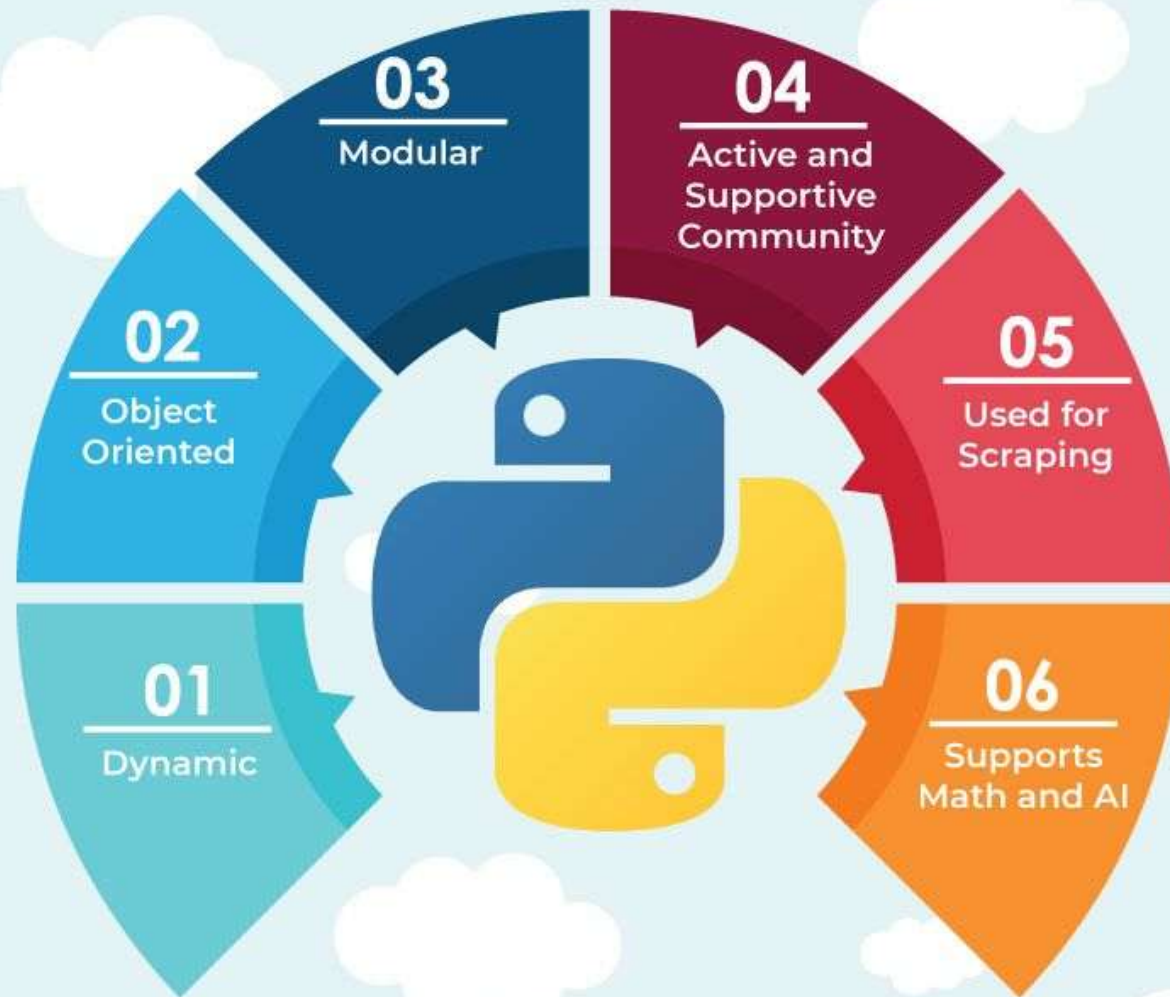 01
Dynamic
02
Object
Oriented
03
Modular
04
Active and
Supportive
Community
05
Used for
Scraping
06
Supports
Math and AI